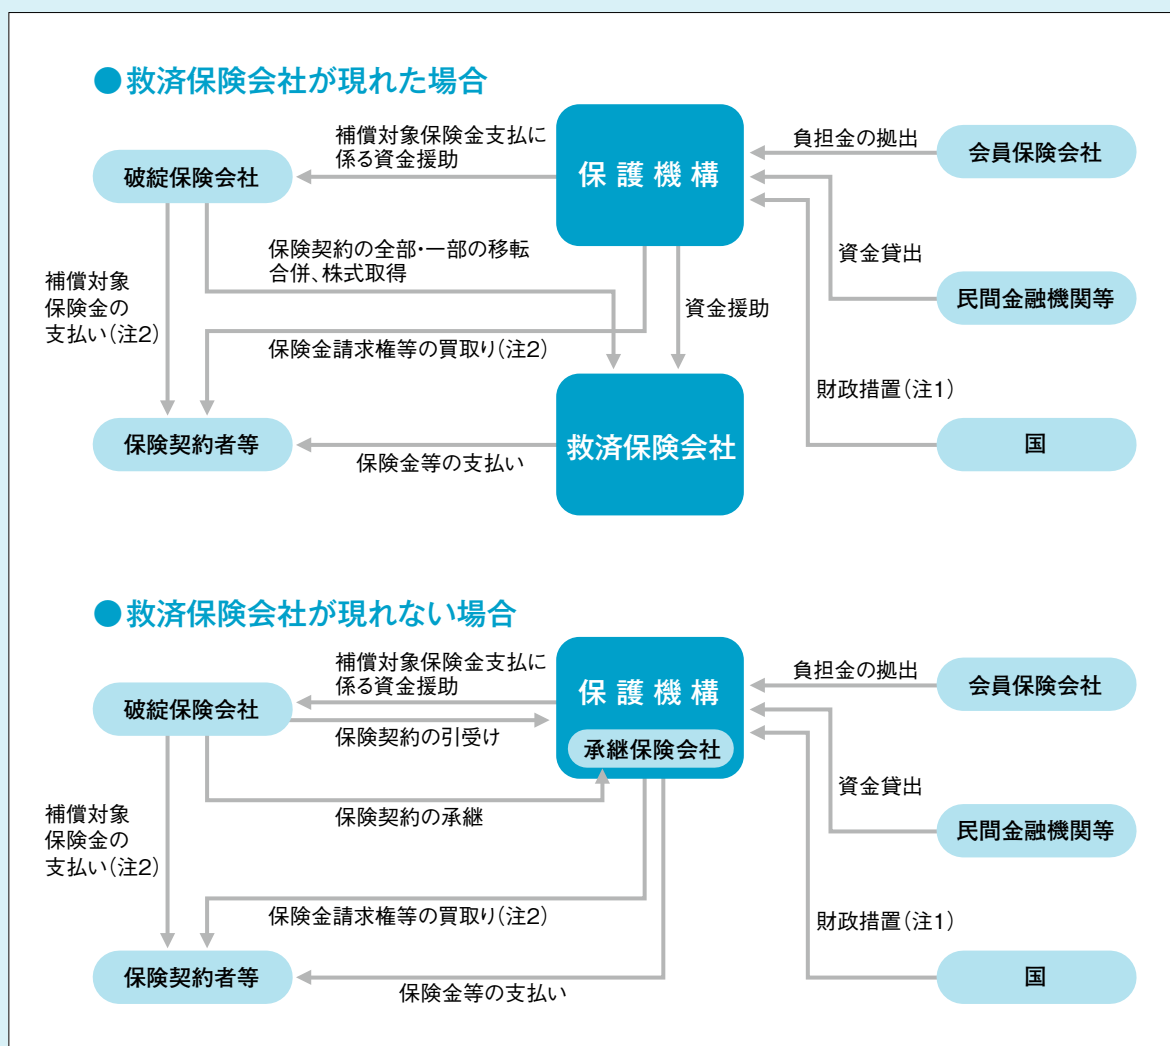 ●救済保険会社が現れた場合
補償対象保険金支払に
係る資金援助
保護機構
負担金の拠出
会員保険会社
破綻保険会社
保険契約の全部・一部の移転
合併、株式取得
資金貸出
補償対象
保険金の
支払い(注2)
資金援助
民間金融機関等
保険金請求権等の買取り(注2)
財政措置(注1)
保険契約者等
救済保険会社
国
保険金等の支払い
●救済保険会社が現れない場合
補償対象保険金支払に
係る資金援助
保護機構
負担金の拠出
会員保険会社
破綻保険会社
保険契約の引受け
承継保険会社
資金貸出
補償対象
保険金の
支払い(注2)
保険契約の承継
民間金融機関等
保険金請求権等の買取り(注2)
財政措置(注1)
保険契約者等
国
保険金等の支払い